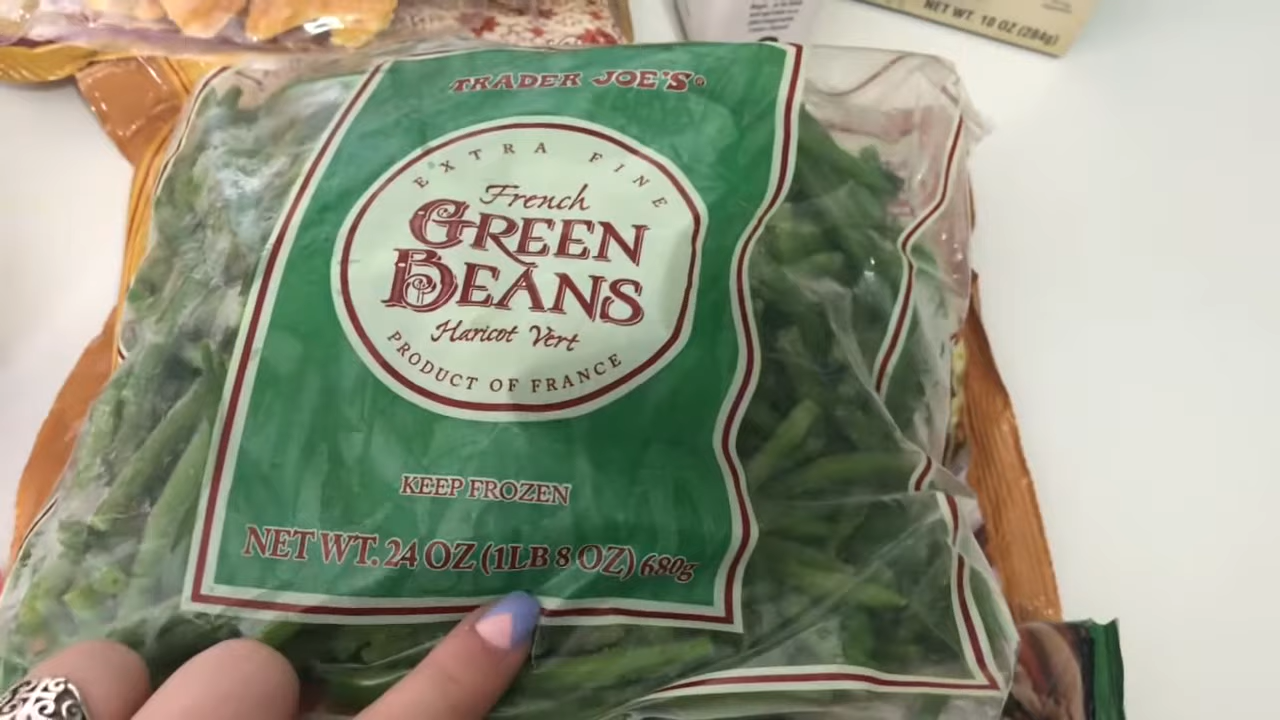 TRADER JOE'S®
EXTRA FINE
French
GREEN
BEANS
Haricot Vert
PRODUCT OF FRANCE
KEEP FROZEN
NET WT. 24 OZ (1LB 8 OZ) 680g
NET WT. 10 OZ (284g)